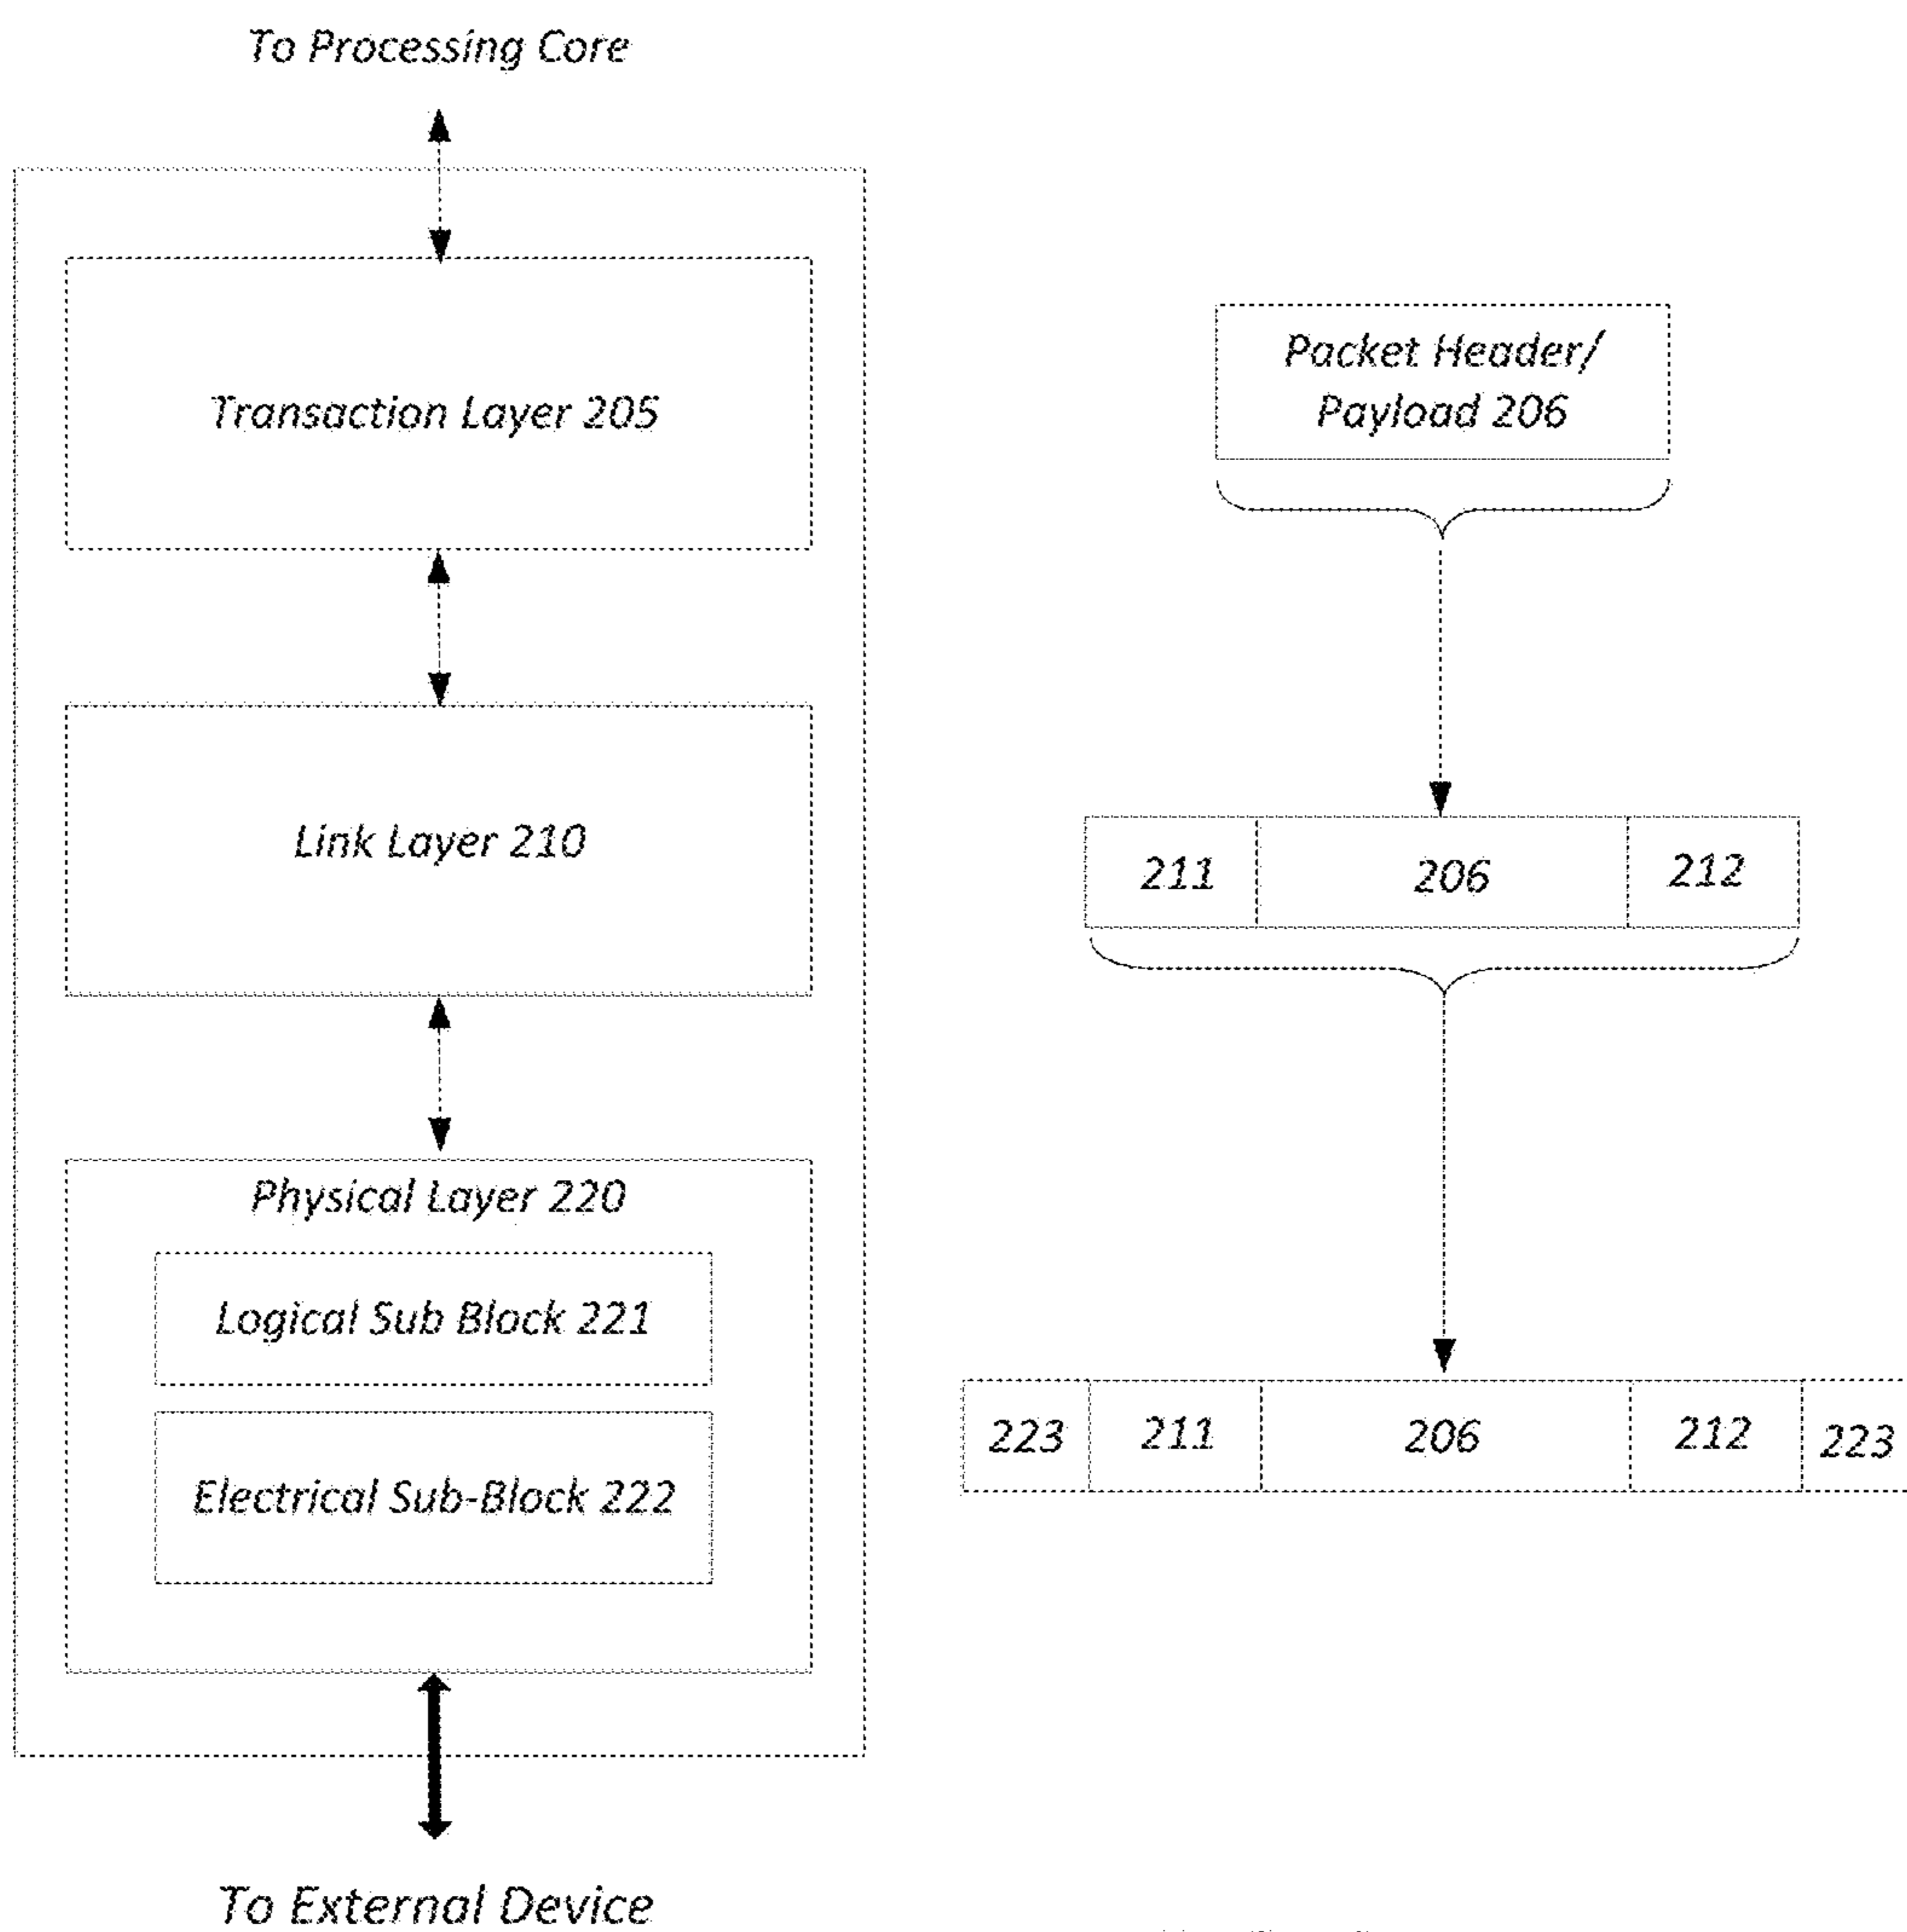 To Processing Core
Transaction Layer 205
Packet Header/
Payload 206
Link Layer 210
211 206 212
Physical Layer 220
Logical Sub Block 221
Electrical Sub-Block 222
223 211 206 212 223
To External Device